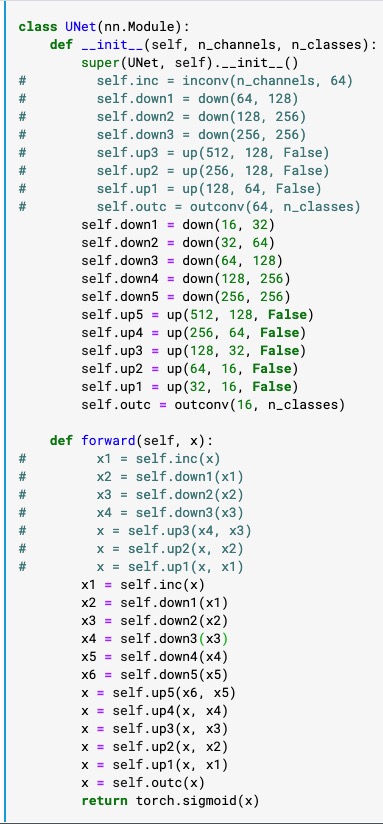 class UNet(nn.Module):
    def __init__(self, n_channels, n_classes):
        super(UNet, self).__init__()
#         self.inc = inconv(n_channels, 64)
#         self.down1 = down(64, 128)
#         self.down2 = down(128, 256)
#         self.down3 = down(256, 256)
#         self.up3 = up(512, 128, False)
#         self.up2 = up(256, 128, False)
#         self.up1 = up(128, 64, False)
#         self.outc = outconv(64, n_classes)
        self.down1 = down(16, 32)
        self.down2 = down(32, 64)
        self.down3 = down(64, 128)
        self.down4 = down(128, 256)
        self.down5 = down(256, 256)
        self.up5 = up(512, 128, False)
        self.up4 = up(256, 64, False)
        self.up3 = up(128, 32, False)
        self.up2 = up(64, 16, False)
        self.up1 = up(32, 16, False)
        self.outc = outconv(16, n_classes)

    def forward(self, x):
#         x1 = self.inc(x)
#         x2 = self.down1(x1)
#         x3 = self.down2(x2)
#         x4 = self.down3(x3)
#         x = self.up3(x4, x3)
#         x = self.up2(x, x2)
#         x = self.up1(x, x1)
        x1 = self.inc(x)
        x2 = self.down1(x1)
        x3 = self.down2(x2)
        x4 = self.down3(x3)
        x5 = self.down4(x4)
        x6 = self.down5(x5)
        x = self.up5(x6, x5)
        x = self.up4(x, x4)
        x = self.up3(x, x3)
        x = self.up2(x, x2)
        x = self.up1(x, x1)
        x = self.outc(x)
        return torch.sigmoid(x)